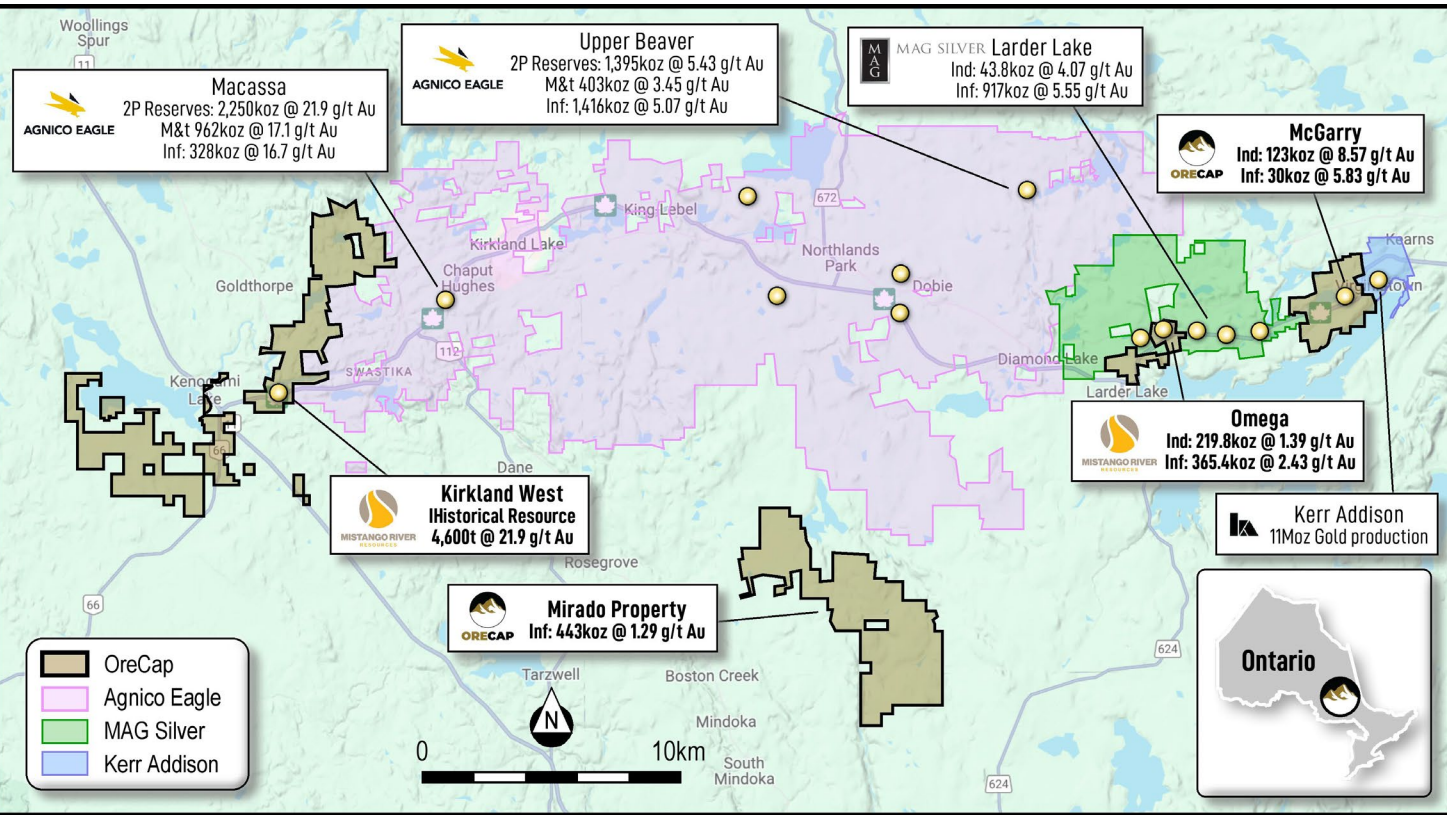 Woollings
Spur
11
AGNICO EAGLE
Macassa
2P Reserves: 2,250koz @ 21.9 g/t Au
M&t 962koz @ 17.1 g/t Au
Inf: 328koz @ 16.7 g/t Au
AGNICO EAGLE
Upper Beaver
2P Reserves: 1,395koz @ 5.43 g/t Au
M&t 403koz @ 3.45 g/t Au
Inf: 1,416koz @ 5.07 g/t Au
MAG
MAG SILVER
Larder Lake
Ind: 43.8koz @ 4.07 g/t Au
Inf: 917koz @ 5.55 g/t Au
ORECAP
McGarry
Ind: 123koz @ 8.57 g/t Au
Inf: 30koz @ 5.83 g/t Au
672
King Lebel
Kirkland Lake
Chaput
Hughes
Goldthorpe
Northlands
Park
Dobie
Kearns
Virginiatown
112
SWASTIKA
Kenogami
Lake
66
Diamond Lake
Larder Lake
MISTANGO RIVER
RESOURCES
Omega
Ind: 219.8koz @ 1.39 g/t Au
Inf: 365.4koz @ 2.43 g/t Au
Dane
MISTANGO RIVER
RESOURCES
Kirkland West
IHistorical Resource
4,600t @ 21.9 g/t Au
Kerr Addison
11Moz Gold production
Rosegrove
66
ORECAP
Mirado Property
Inf: 443koz @ 1.29 g/t Au
OreCap
Agnico Eagle
MAG Silver
Kerr Addison
Tarzwell
Boston Creek
N
0
10km
Mindoka
South
Mindoka
624
624
Ontario